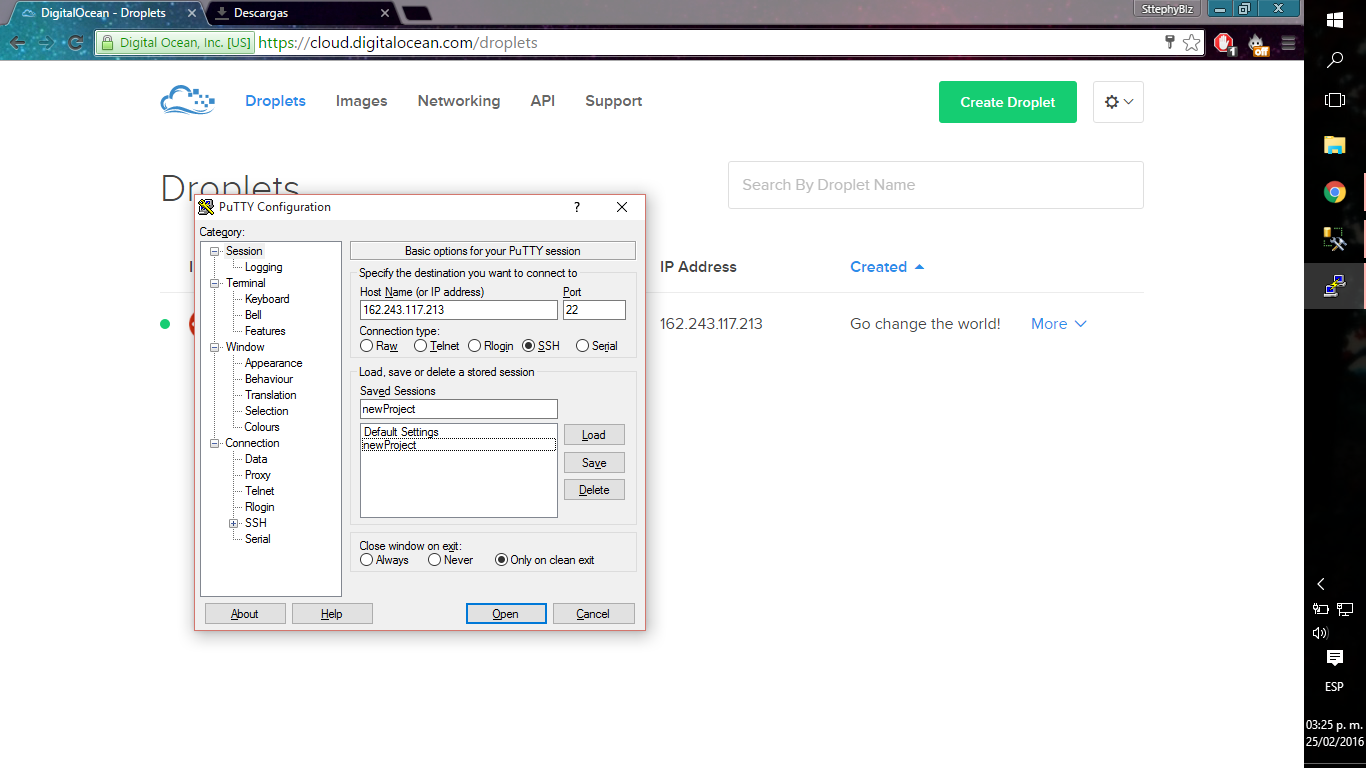 DigitalOcean - Droplets
Descargas
SttephyBiz
Digital Ocean, Inc. [US] https://cloud.digitalocean.com/droplets
1
off
Droplets Images Networking API Support
Create Droplet
Droplets
Search By Droplet Name
IP Address
Created
162.243.117.213
Go change the world!
More
PuTTY Configuration
?
Category:
Session
Logging
Terminal
Keyboard
Bell
Features
Window
Appearance
Behaviour
Translation
Selection
Colours
Connection
Data
Proxy
Telnet
Rlogin
SSH
Serial
Basic options for your PuTTY session
Specify the destination you want to connect to
Host Name (or IP address) Port
162.243.117.213 22
Connection type:
Raw Telnet Rlogin SSH Serial
Load, save or delete a stored session
Saved Sessions
newProject
Default Settings
newProject
Load
Save
Delete
Close window on exit:
Always Never Only on clean exit
About Help Open Cancel
ESP
03:25 p. m.
25/02/2016